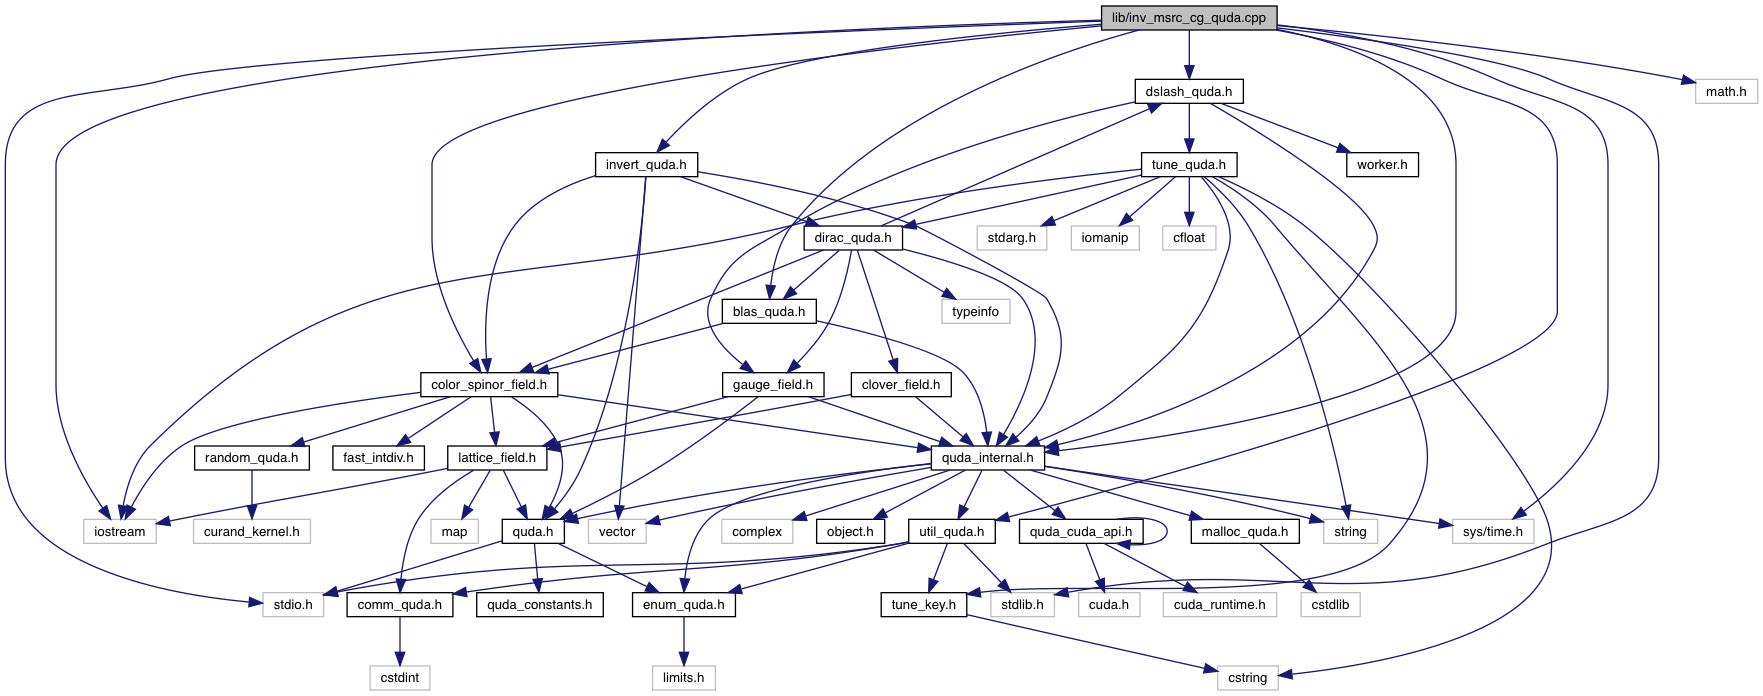 lib/inv_msrc_cg_quda.cpp
dslash_quda.h
math.h
invert_quda.h
tune_quda.h
worker.h
dirac_quda.h
stdarg.h
iomanip
cfloat
blas_quda.h
typeinfo
color_spinor_field.h
gauge_field.h
clover_field.h
random_quda.h
fast_intdiv.h
lattice_field.h
quda_internal.h
iostream
curand_kernel.h
map
quda.h
vector
complex
object.h
util_quda.h
quda_cuda_api.h
malloc_quda.h
string
sys/time.h
stdio.h
comm_quda.h
quda_constants.h
enum_quda.h
tune_key.h
stdlib.h
cuda.h
cuda_runtime.h
cstdlib
cstdint
limits.h
cstring